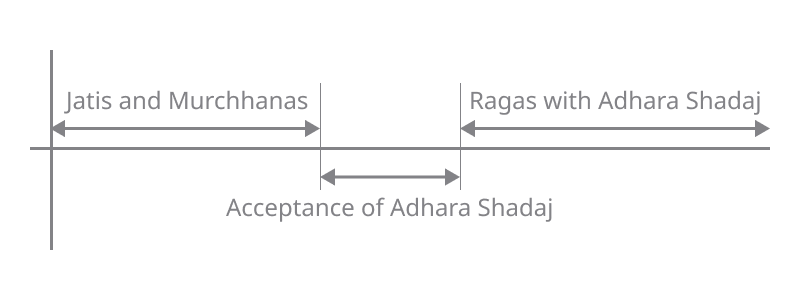 Jatis and Murchhanas
Ragas with Adhara Shadaj
Acceptance of Adhara Shadaj